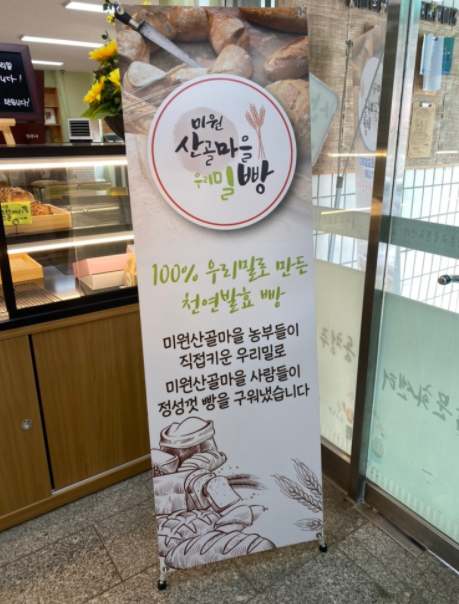 미원
산골마을
우리밀빵
100% 우리밀로 만든
천연발효 빵
미원산골마을 농부들이
직접키운 우리밀로
미원산골마을 사람들이
정성껏 빵을 구워냈습니다